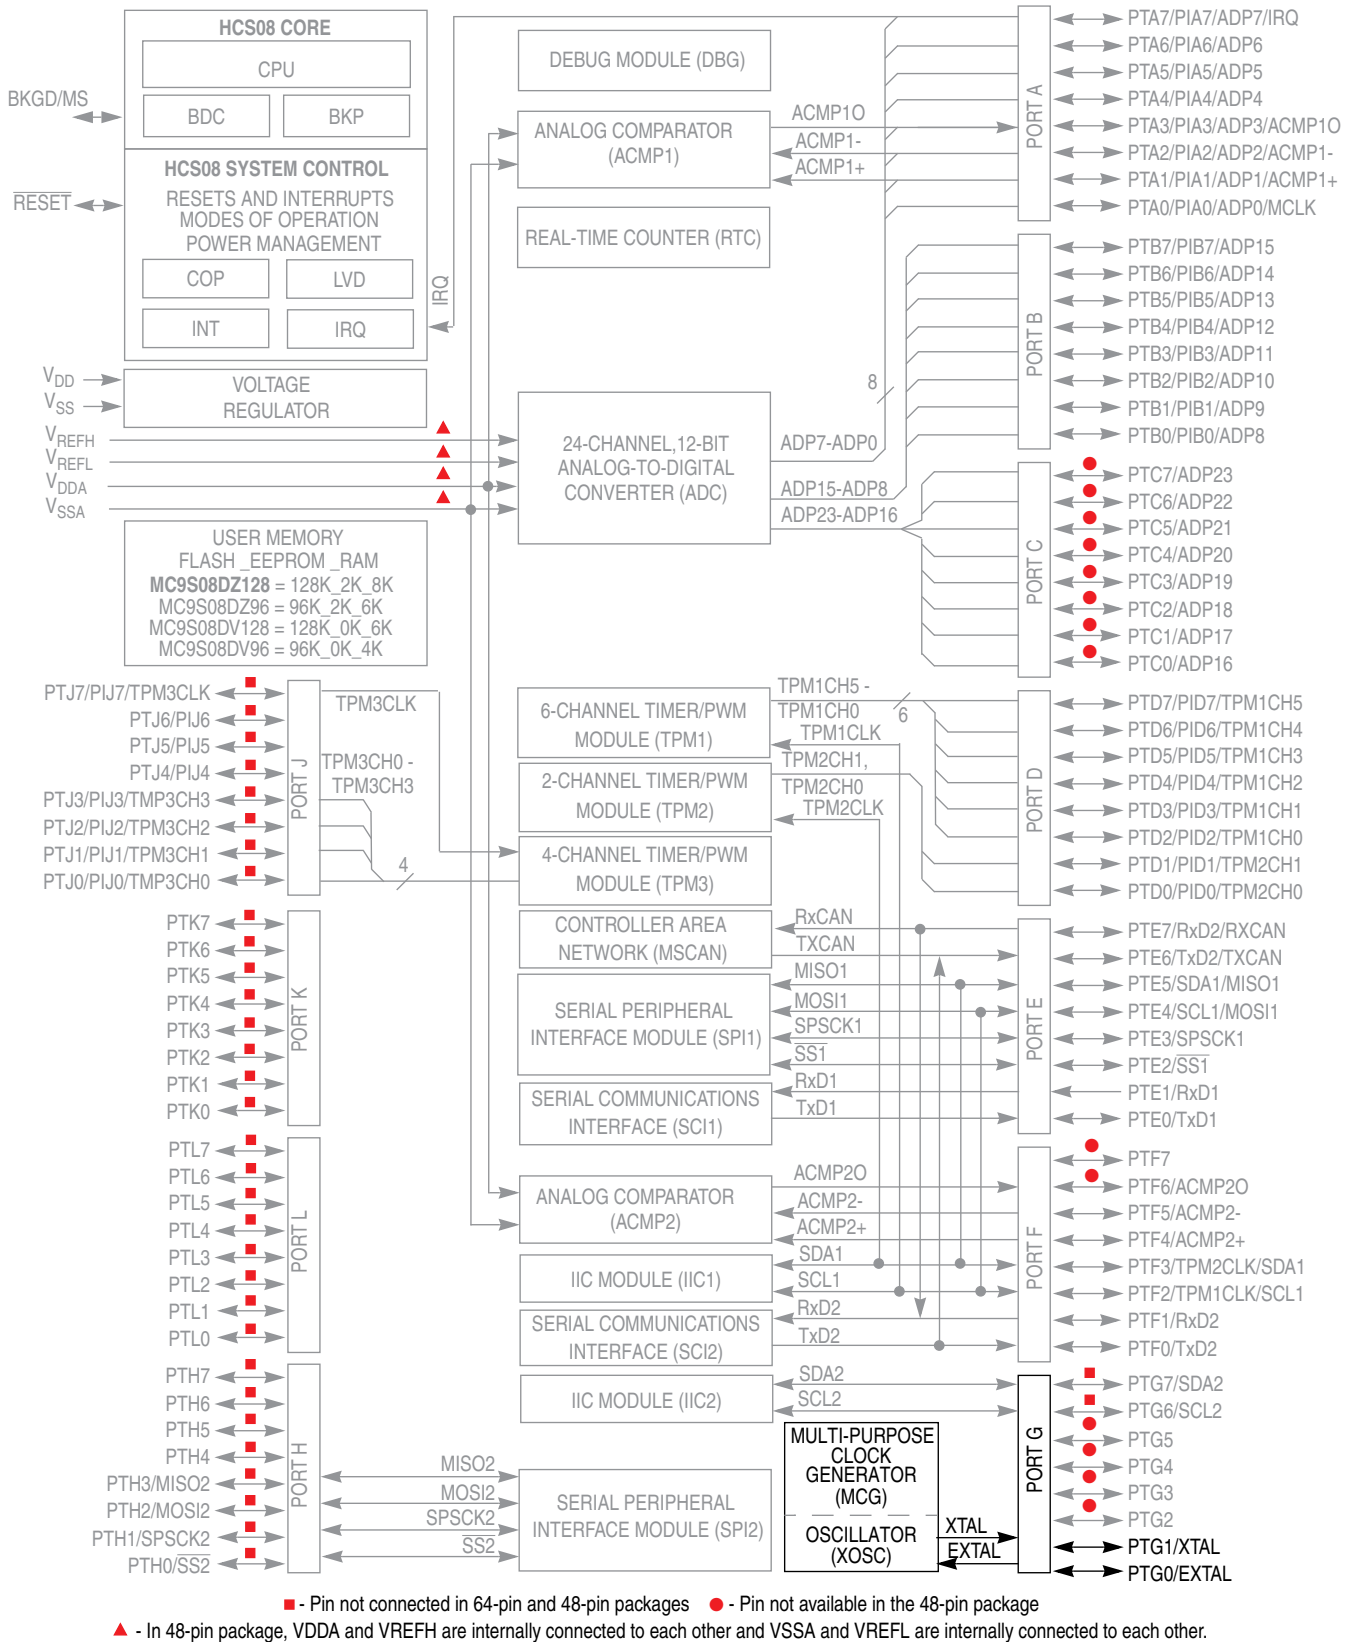 HCS08 CORE
CPU
BDC
BKP
BKGD/MS
HCS08 SYSTEM CONTROL
RESETS AND INTERRUPTS
MODES OF OPERATION
POWER MANAGEMENT
COP
LVD
INT
IRQ
RESET
IRQ
VDD
VSS
VOLTAGE
REGULATOR
VREFH
VREFL
VDDA
VSSA
USER MEMORY
FLASH _EEPROM _RAM
MC9S08DZ128 = 128K_2K_8K
MC9S08DZ96 = 96K_2K_6K
MC9S08DV128 = 128K_0K_6K
MC9S08DV96 = 96K_0K_4K
DEBUG MODULE (DBG)
ANALOG COMPARATOR
(ACMP1)
ACMP1O
ACMP1-
ACMP1+
REAL-TIME COUNTER (RTC)
24-CHANNEL,12-BIT
ANALOG-TO-DIGITAL
CONVERTER (ADC)
8
ADP7-ADP0
ADP15-ADP8
ADP23-ADP16
PORT A
PTA7/PIA7/ADP7/IRQ
PTA6/PIA6/ADP6
PTA5/PIA5/ADP5
PTA4/PIA4/ADP4
PTA3/PIA3/ADP3/ACMP1O
PTA2/PIA2/ADP2/ACMP1-
PTA1/PIA1/ADP1/ACMP1+
PTA0/PIA0/ADP0/MCLK
PORT B
PTB7/PIB7/ADP15
PTB6/PIB6/ADP14
PTB5/PIB5/ADP13
PTB4/PIB4/ADP12
PTB3/PIB3/ADP11
PTB2/PIB2/ADP10
PTB1/PIB1/ADP9
PTB0/PIB0/ADP8
PORT C
PTC7/ADP23
PTC6/ADP22
PTC5/ADP21
PTC4/ADP20
PTC3/ADP19
PTC2/ADP18
PTC1/ADP17
PTC0/ADP16
PTJ7/PIJ7/TPM3CLK
PTJ6/PIJ6
PTJ5/PIJ5
PTJ4/PIJ4
PTJ3/PIJ3/TMP3CH3
PTJ2/PIJ2/TPM3CH2
PTJ1/PIJ1/TPM3CH1
PTJ0/PIJ0/TMP3CH0
PORT J
TPM3CLK
TPM3CH0 -
TPM3CH3
4
6-CHANNEL TIMER/PWM
MODULE (TPM1)
TPM1CH5 -
TPM1CH0
6
TPM1CLK
2-CHANNEL TIMER/PWM
MODULE (TPM2)
TPM2CH1,
TPM2CH0
TPM2CLK
4-CHANNEL TIMER/PWM
MODULE (TPM3)
PORT D
PTD7/PID7/TPM1CH5
PTD6/PID6/TPM1CH4
PTD5/PID5/TPM1CH3
PTD4/PID4/TPM1CH2
PTD3/PID3/TPM1CH1
PTD2/PID2/TPM1CH0
PTD1/PID1/TPM2CH1
PTD0/PID0/TPM2CH0
PTK7
PTK6
PTK5
PTK4
PTK3
PTK2
PTK1
PTK0
PORT K
CONTROLLER AREA
NETWORK (MSCAN)
RxCAN
TXCAN
SERIAL PERIPHERAL
INTERFACE MODULE (SPI1)
MISO1
MOSI1
SPSCK1
SS1
SERIAL COMMUNICATIONS
INTERFACE (SCI1)
RxD1
TxD1
PORT E
PTE7/RxD2/RXCAN
PTE6/TxD2/TXCAN
PTE5/SDA1/MISO1
PTE4/SCL1/MOSI1
PTE3/SPSCK1
PTE2/SS1
PTE1/RxD1
PTE0/TxD1
PTL7
PTL6
PTL5
PTL4
PTL3
PTL2
PTL1
PTL0
PORT L
ANALOG COMPARATOR
(ACMP2)
ACMP2O
ACMP2-
ACMP2+
IIC MODULE (IIC1)
SDA1
SCL1
SERIAL COMMUNICATIONS
INTERFACE (SCI2)
RxD2
TxD2
PORT F
PTF7
PTF6/ACMP2O
PTF5/ACMP2-
PTF4/ACMP2+
PTF3/TPM2CLK/SDA1
PTF2/TPM1CLK/SCL1
PTF1/RxD2
PTF0/TxD2
PTH7
PTH6
PTH5
PTH4
PTH3/MISO2
PTH2/MOSI2
PTH1/SPSCK2
PTH0/SS2
PORT H
MISO2
MOSI2
SPSCK2
SS2
SERIAL PERIPHERAL
INTERFACE MODULE (SPI2)
IIC MODULE (IIC2)
SDA2
SCL2
MULTI-PURPOSE
CLOCK
GENERATOR
(MCG)
OSCILLATOR
(XOSC)
XTAL
EXTAL
PORT G
PTG7/SDA2
PTG6/SCL2
PTG5
PTG4
PTG3
PTG2
PTG1/XTAL
PTG0/EXTAL
- Pin not connected in 64-pin and 48-pin packages
- Pin not available in the 48-pin package
- In 48-pin package, VDDA and VREFH are internally connected to each other and VSSA and VREFL are internally connected to each other.